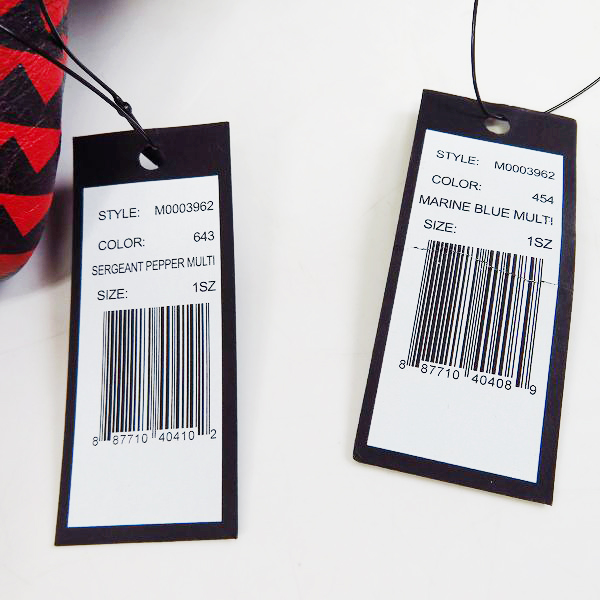 STYLE: M0003962
COLOR: 643
SERGEANT PEPPER MULTI
SIZE: 1SZ
8 87710 40410 2
STYLE: M0003962
COLOR: 454
MARINE BLUE MULTI
SIZE: 1SZ
8 87710 40408 9